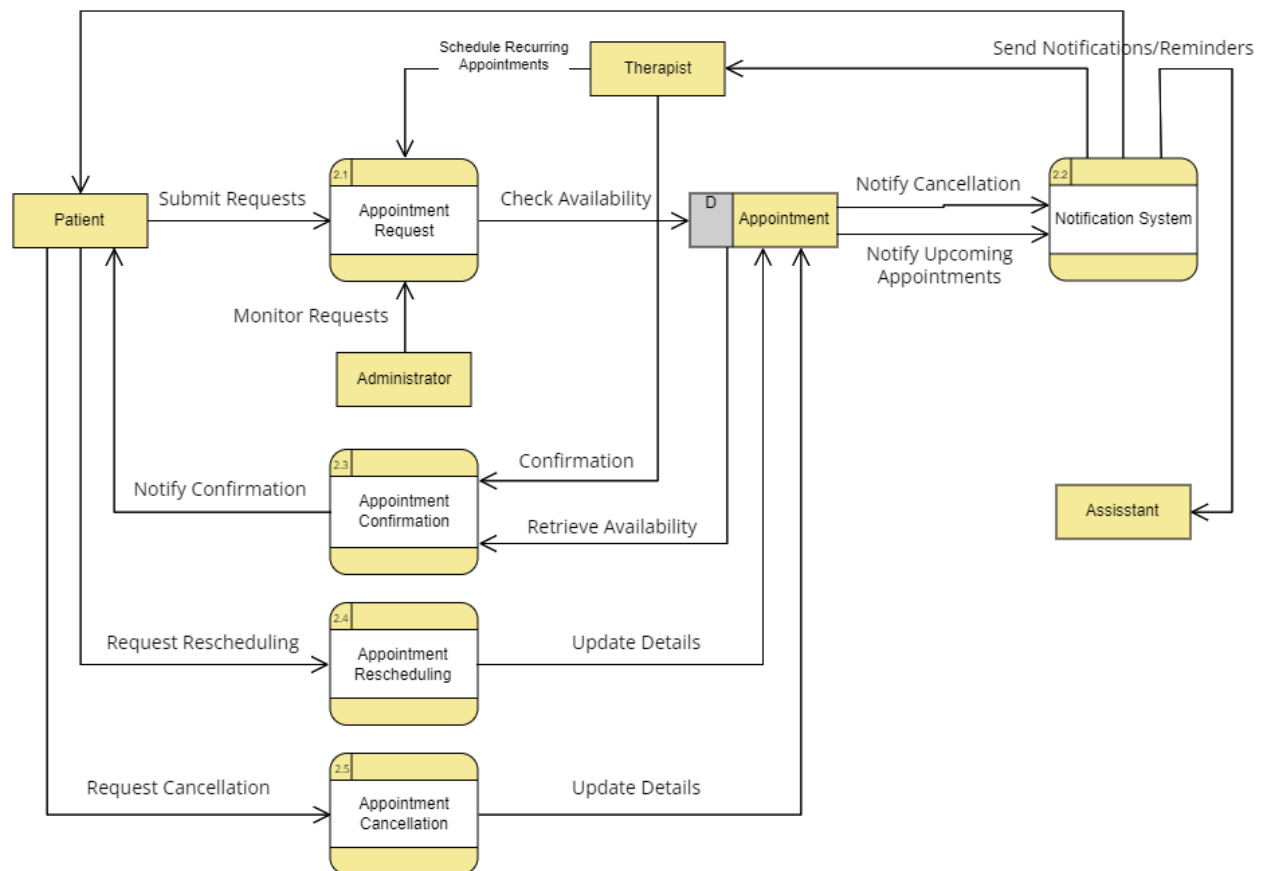 Schedule Recurring
Appointments
Therapist
Send Notifications/Reminders
2.1
Appointment
Request
Patient
Submit Requests
Check Availability
D
Appointment
Notify Cancellation
Notify Upcoming
Appointments
2.2
Notification System
Monitor Requests
Administrator
2.3
Appointment
Confirmation
Notify Confirmation
Confirmation
Retrieve Availability
Assisstant
2.4
Appointment
Rescheduling
Request Rescheduling
Update Details
2.5
Appointment
Cancellation
Request Cancellation
Update Details